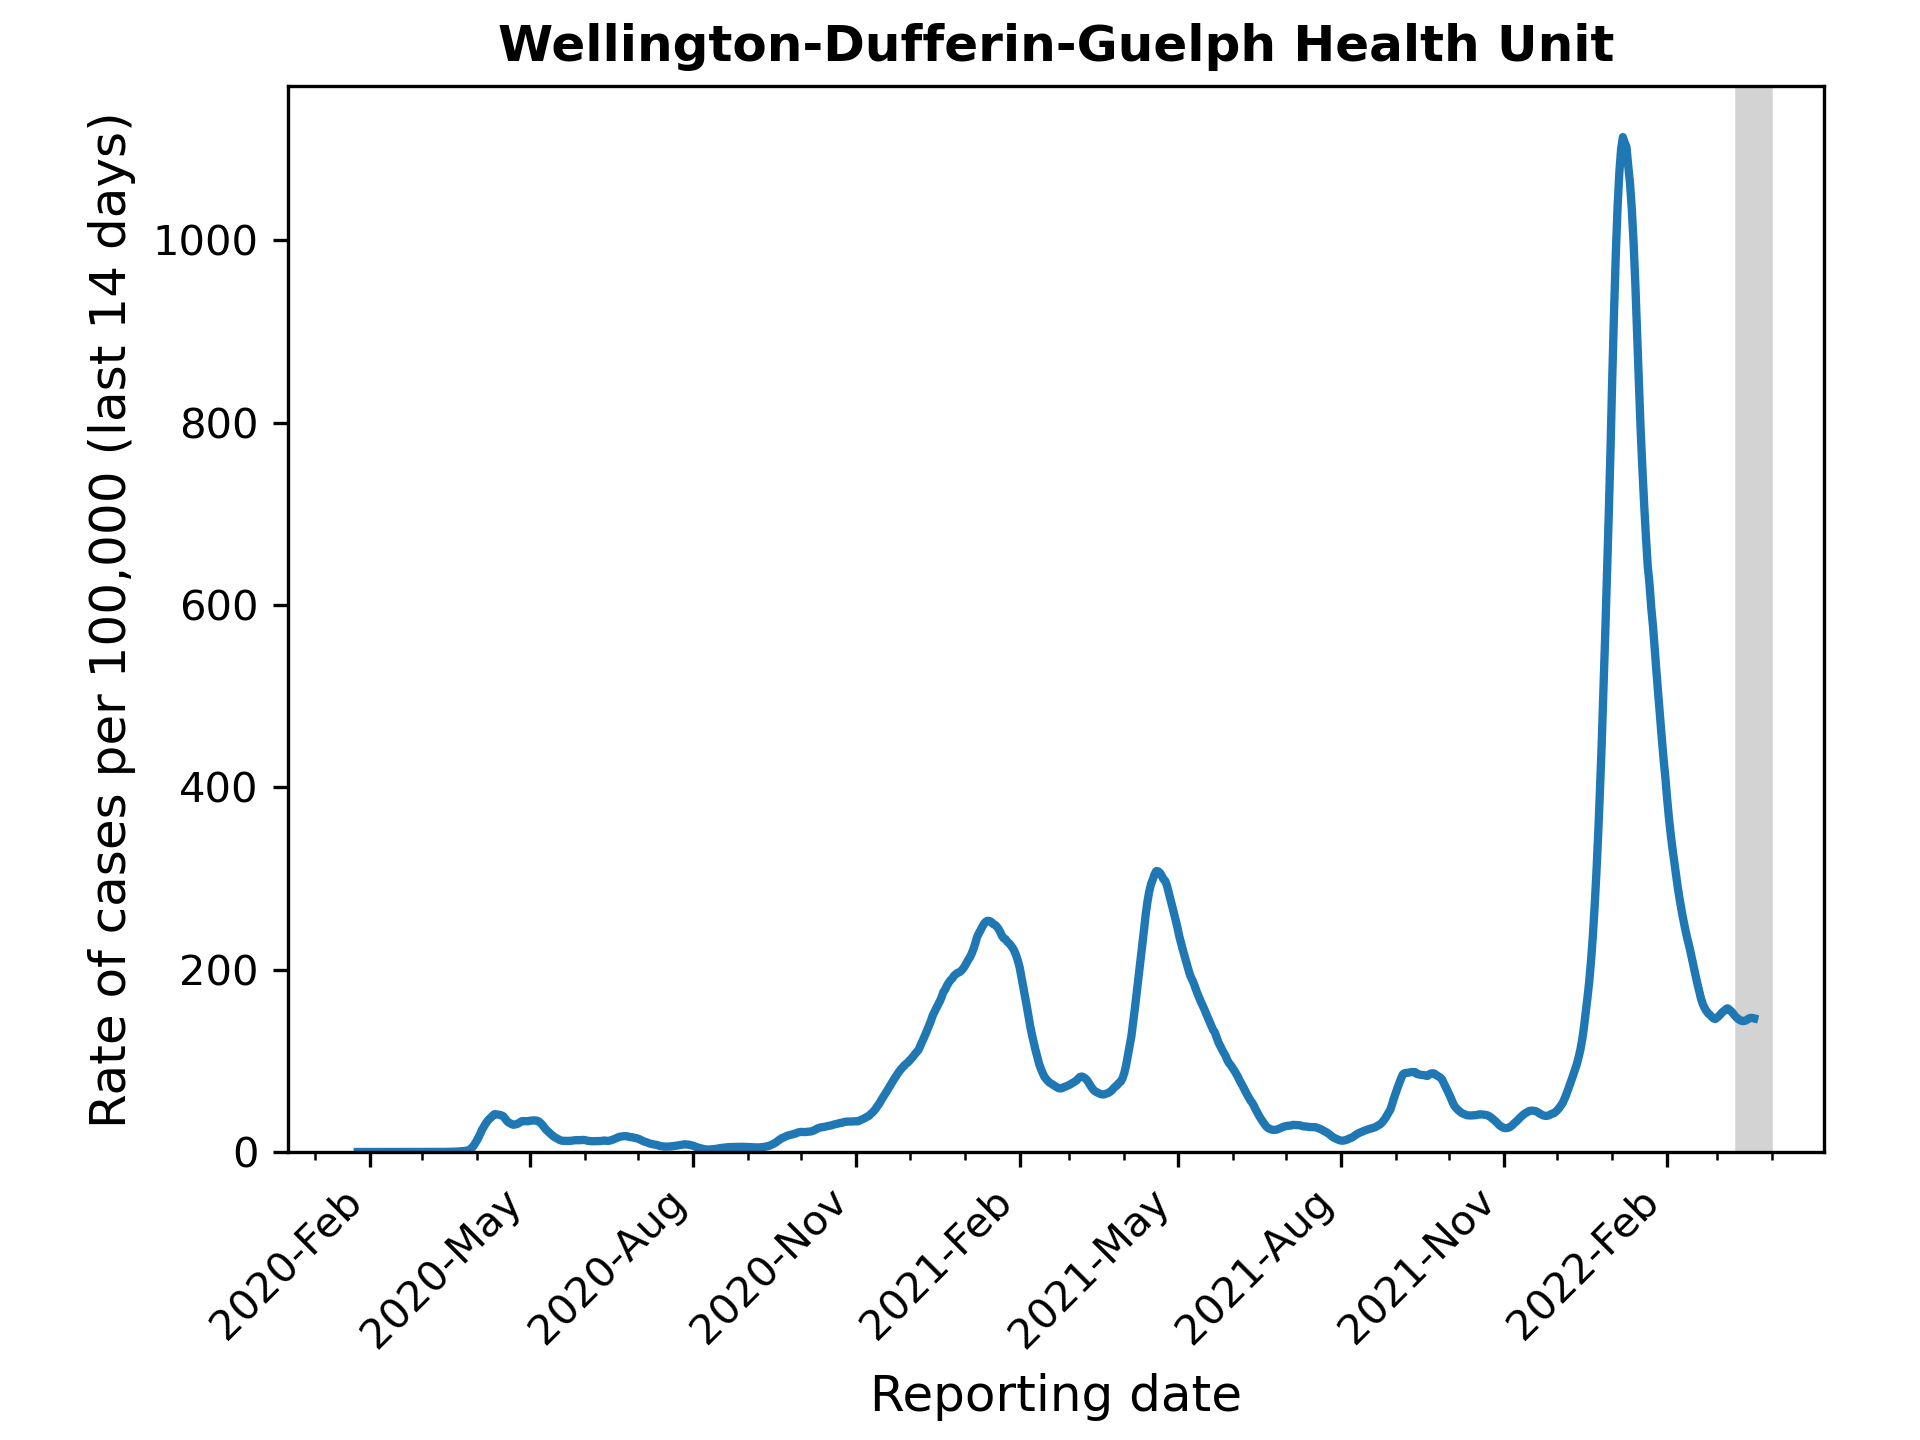 Wellington-Dufferin-Guelph Health Unit
Rate of cases per 100,000 (last 14 days)
1000
800
600
400
200
0
2020-Feb
2020-May
2020-Aug
2020-Nov
2021-Feb
2021-May
2021-Aug
2021-Nov
2022-Feb
Reporting date